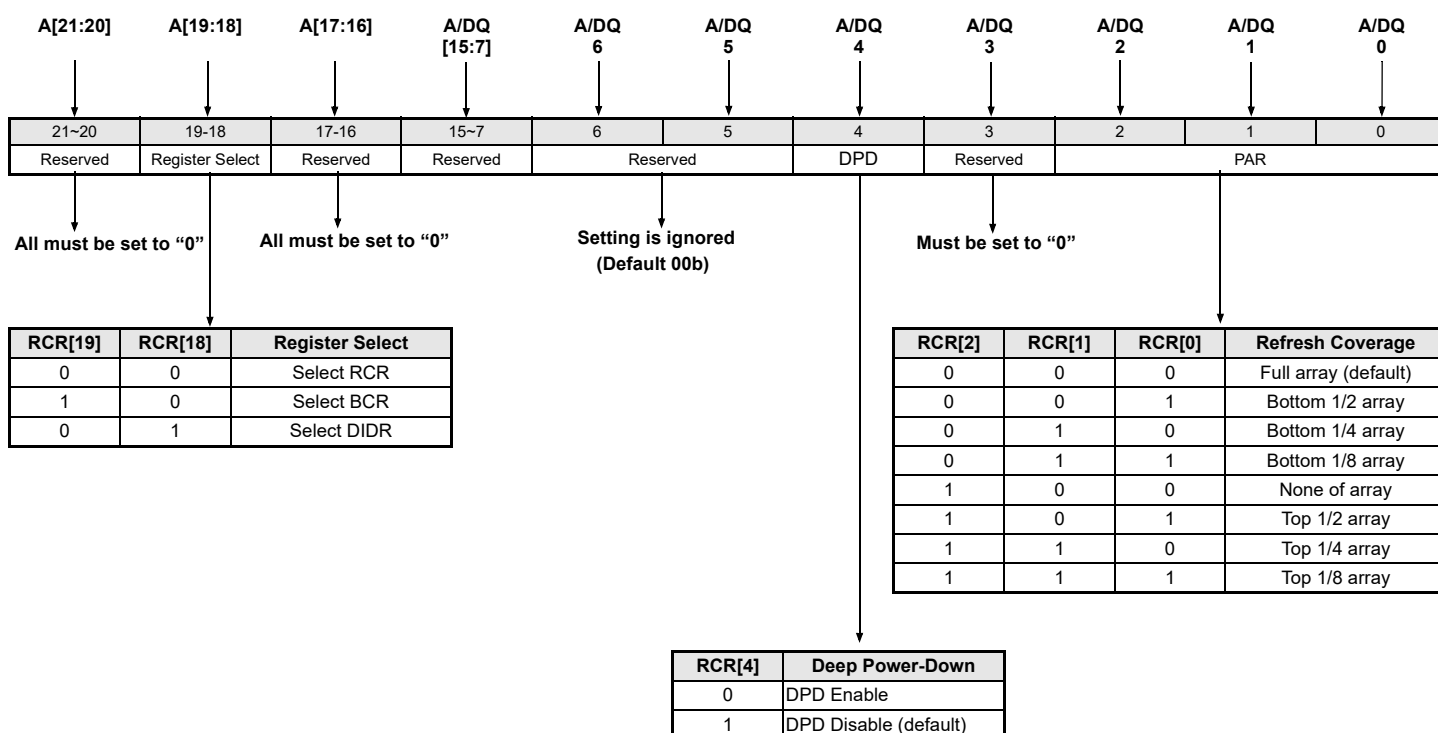 A[21:20] A[19:18] A[17:16] A/DQ A/DQ A/DQ A/DQ A/DQ A/DQ A/DQ A/DQ
[15:7] 6 5 4 3 2 1 0
21~20 19-18 17-16 15~7 6 5 4 3 2 1 0
Reserved Register Select Reserved Reserved Reserved DPD Reserved PAR
All must be set to “0” All must be set to “0” Setting is ignored Must be set to “0”
(Default 00b)
RCR[19] RCR[18] Register Select
0 0 Select RCR
1 0 Select BCR
0 1 Select DIDR
RCR[2] RCR[1] RCR[0] Refresh Coverage
0 0 0 Full array (default)
0 0 1 Bottom 1/2 array
0 1 0 Bottom 1/4 array
0 1 1 Bottom 1/8 array
1 0 0 None of array
1 0 1 Top 1/2 array
1 1 0 Top 1/4 array
1 1 1 Top 1/8 array
RCR[4] Deep Power-Down
0 DPD Enable
1 DPD Disable (default)